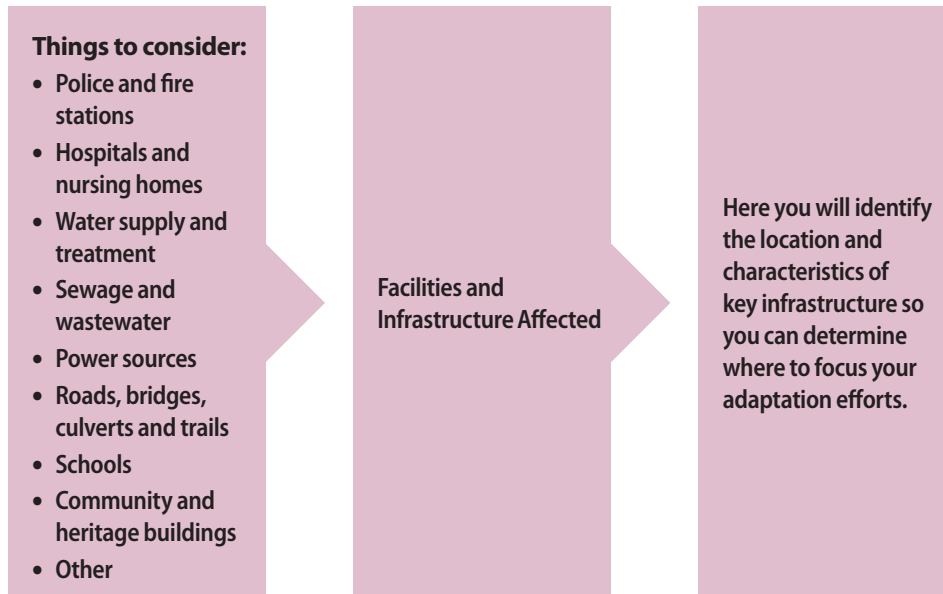 Things to consider:
• Police and fire
stations
• Hospitals and
nursing homes
• Water supply and
treatment
• Sewage and
wastewater
• Power sources
• Roads, bridges,
culverts and trails
• Schools
• Community and
heritage buildings
• Other
Facilities and
Infrastructure Affected
Here you will identify
the location and
characteristics of
key infrastructure so
you can determine
where to focus your
adaptation efforts.